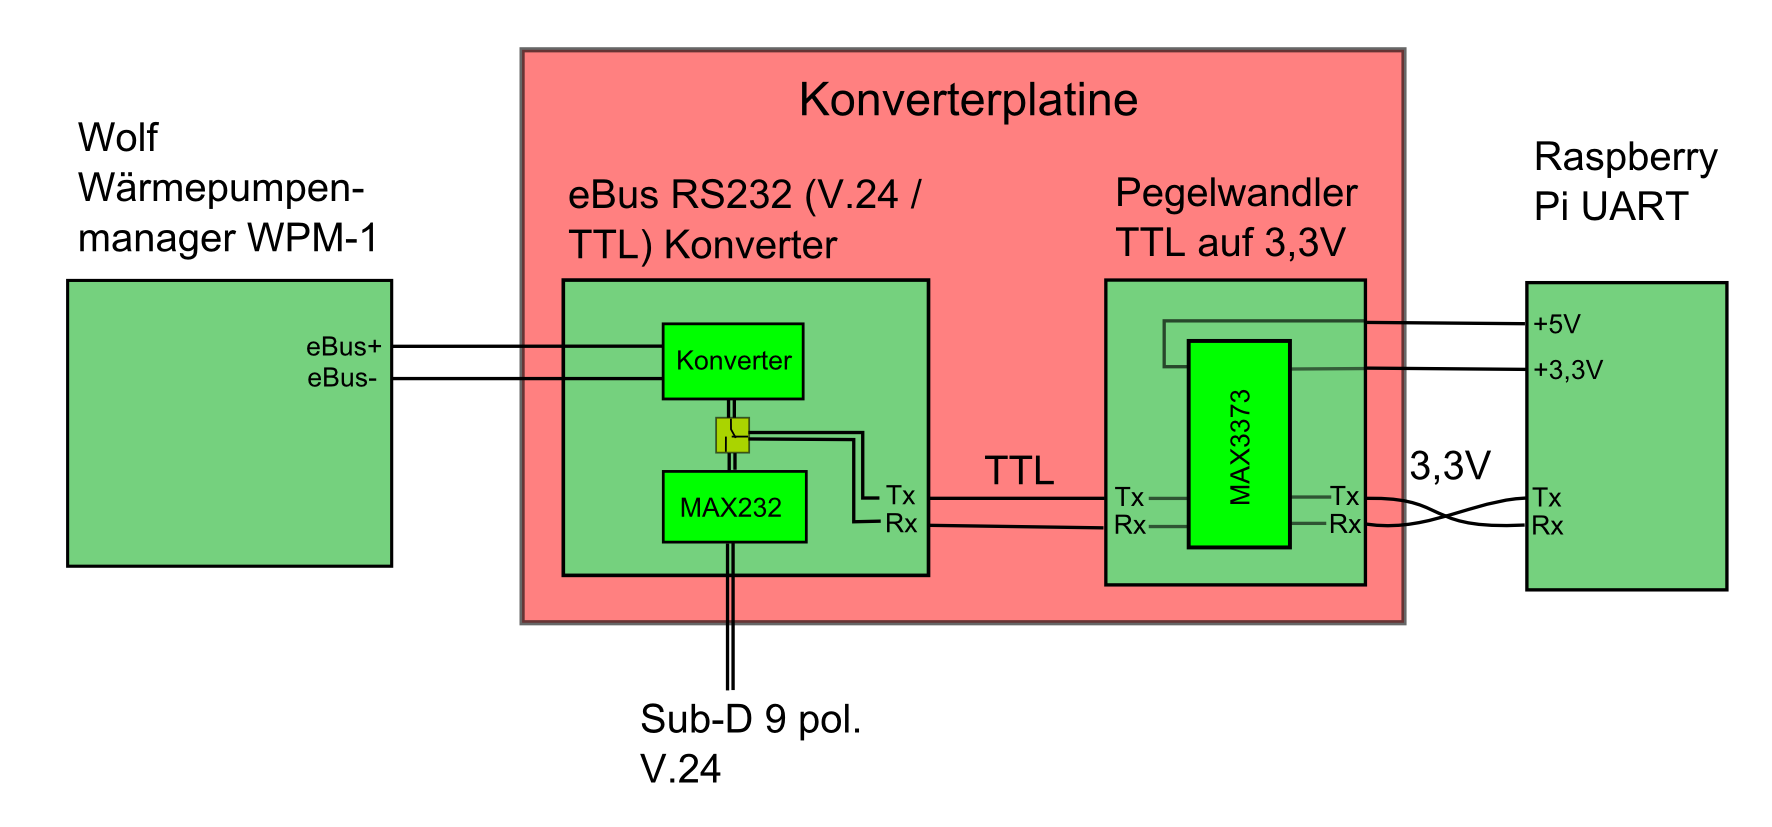 Konverterplatine
Wolf
Wärmepumpen-
manager WPM-1
eBus RS232 (V.24 /
TTL) Konverter
Pegelwandler
TTL auf 3,3V
Raspberry
Pi UART
eBus+
eBus-
Konverter
MAX232
Tx
Rx
TTL
Tx
Rx
MAX3373
Tx
Rx
3,3V
+5V
+3,3V
Tx
Rx
Sub-D 9 pol.
V.24